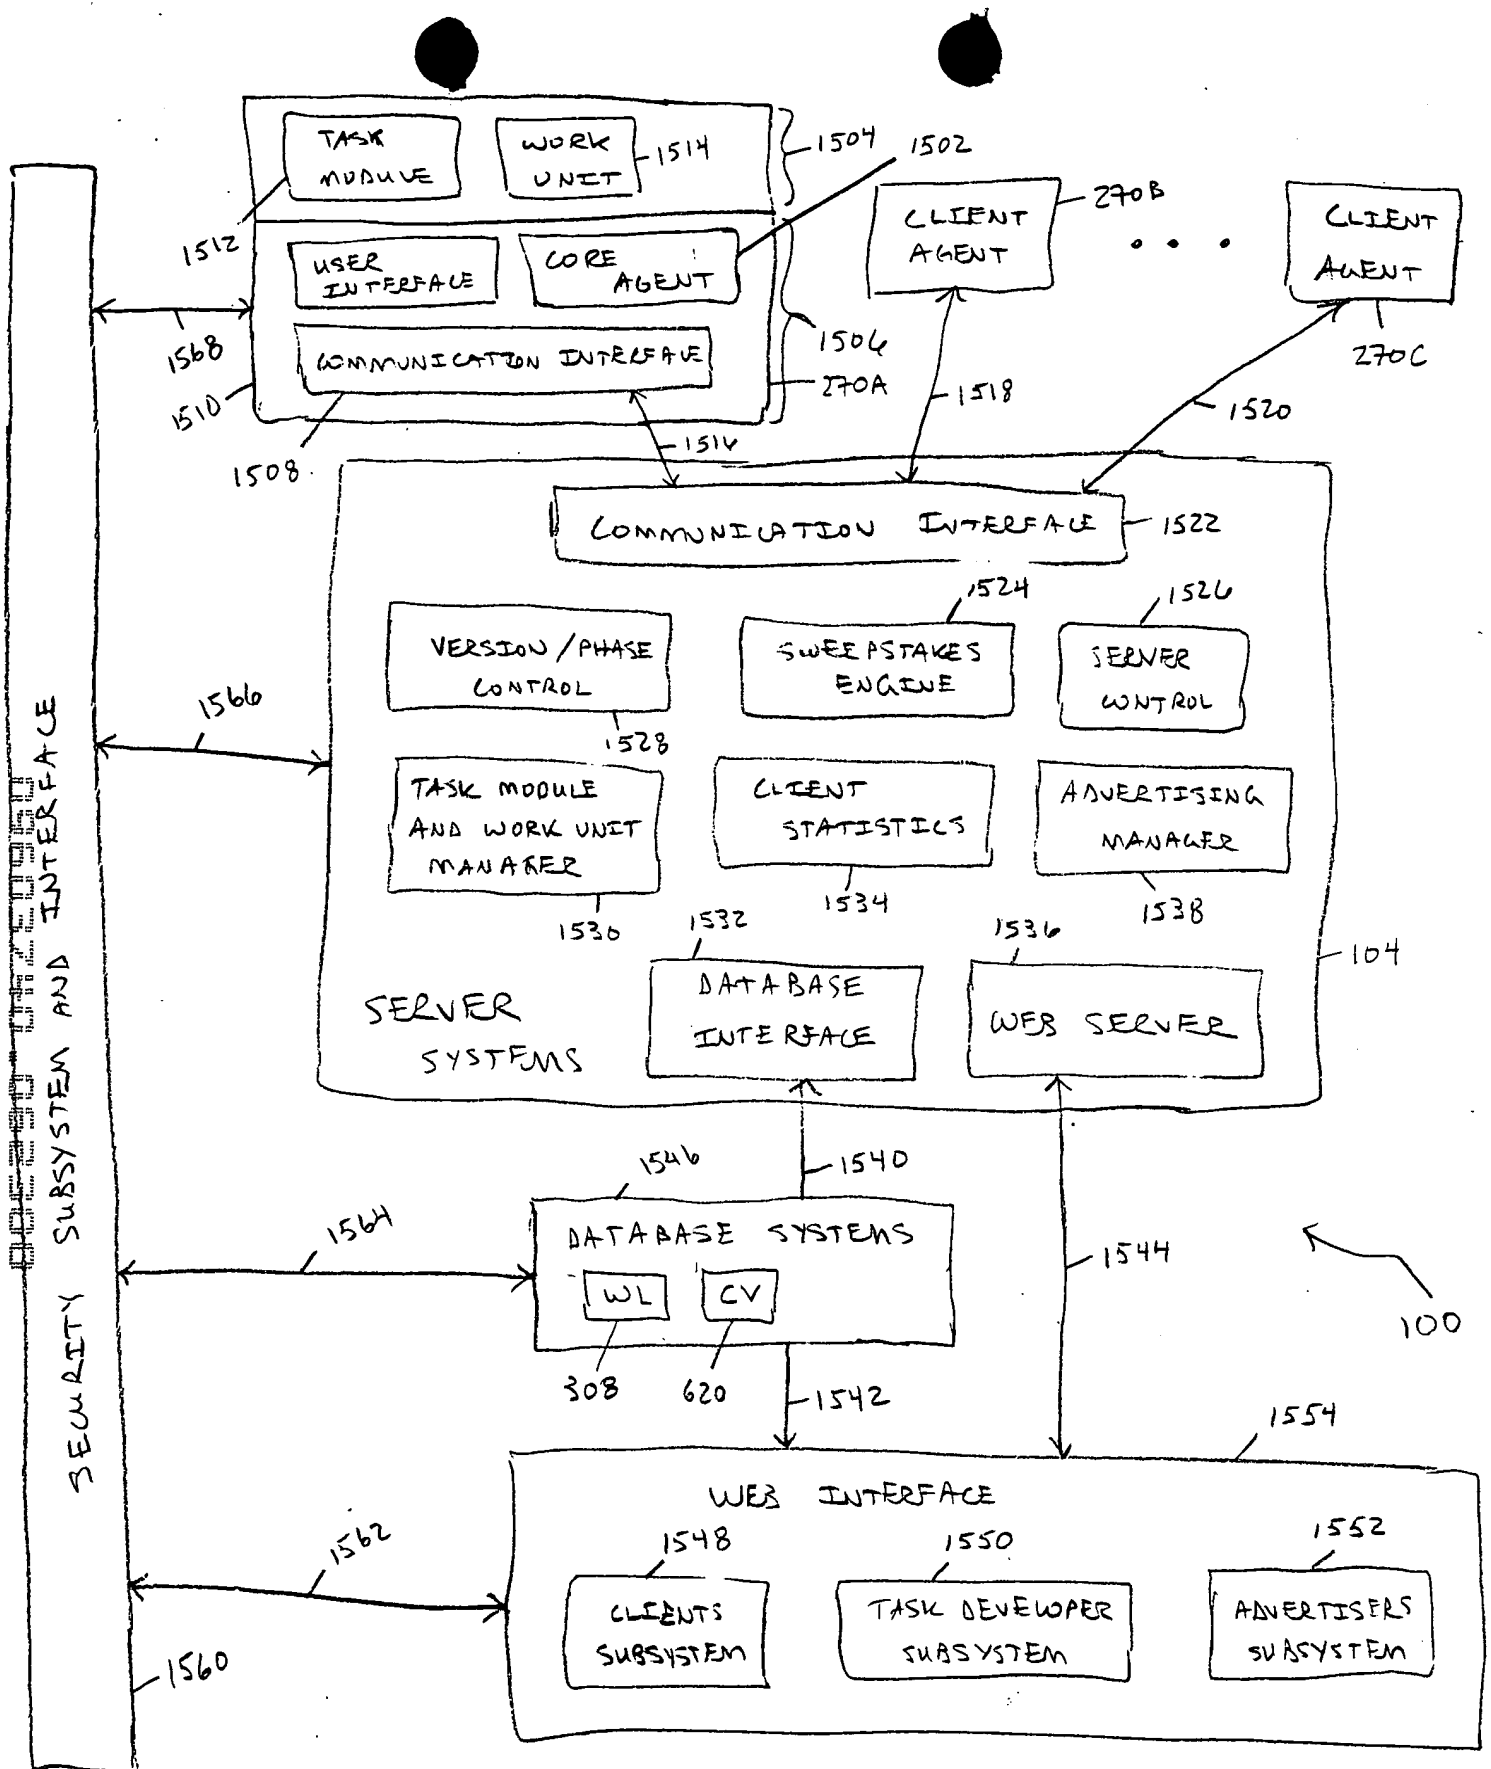 TASK
MODULE
WORK
UNIT
1514
1504
1502
1512
USER
INTERFACE
CORE
AGENT
CLIENT
AGENT
270B
CLIENT
AGENT
270C
1568
1510
COMMUNICATION INTERFACE
1506
270A
1508
1516
1518
1520
COMMUNICATION INTERFACE
1522
1524
1526
VERSION/PHASE
CONTROL
SWEEPSTAKES
ENGINE
SERVER
CONTROL
1566
1528
TASK MODULE
AND WORK UNIT
MANAGER
CLIENT
STATISTICS
ADVERTISING
MANAGER
1530
1534
1538
1532
1536
104
SERVER
SYSTEMS
DATABASE
INTERFACE
WEB SERVER
1546
1540
1544
1564
DATABASE SYSTEMS
WL
CV
308
620
1542
100
1554
WEB INTERFACE
1562
1548
1550
1552
CLIENTS
SUBSYSTEM
TASK DEVELOPER
SUBSYSTEM
ADVERTISERS
SUBSYSTEM
1560
SECURITY SUBSYSTEM AND INTERFACE